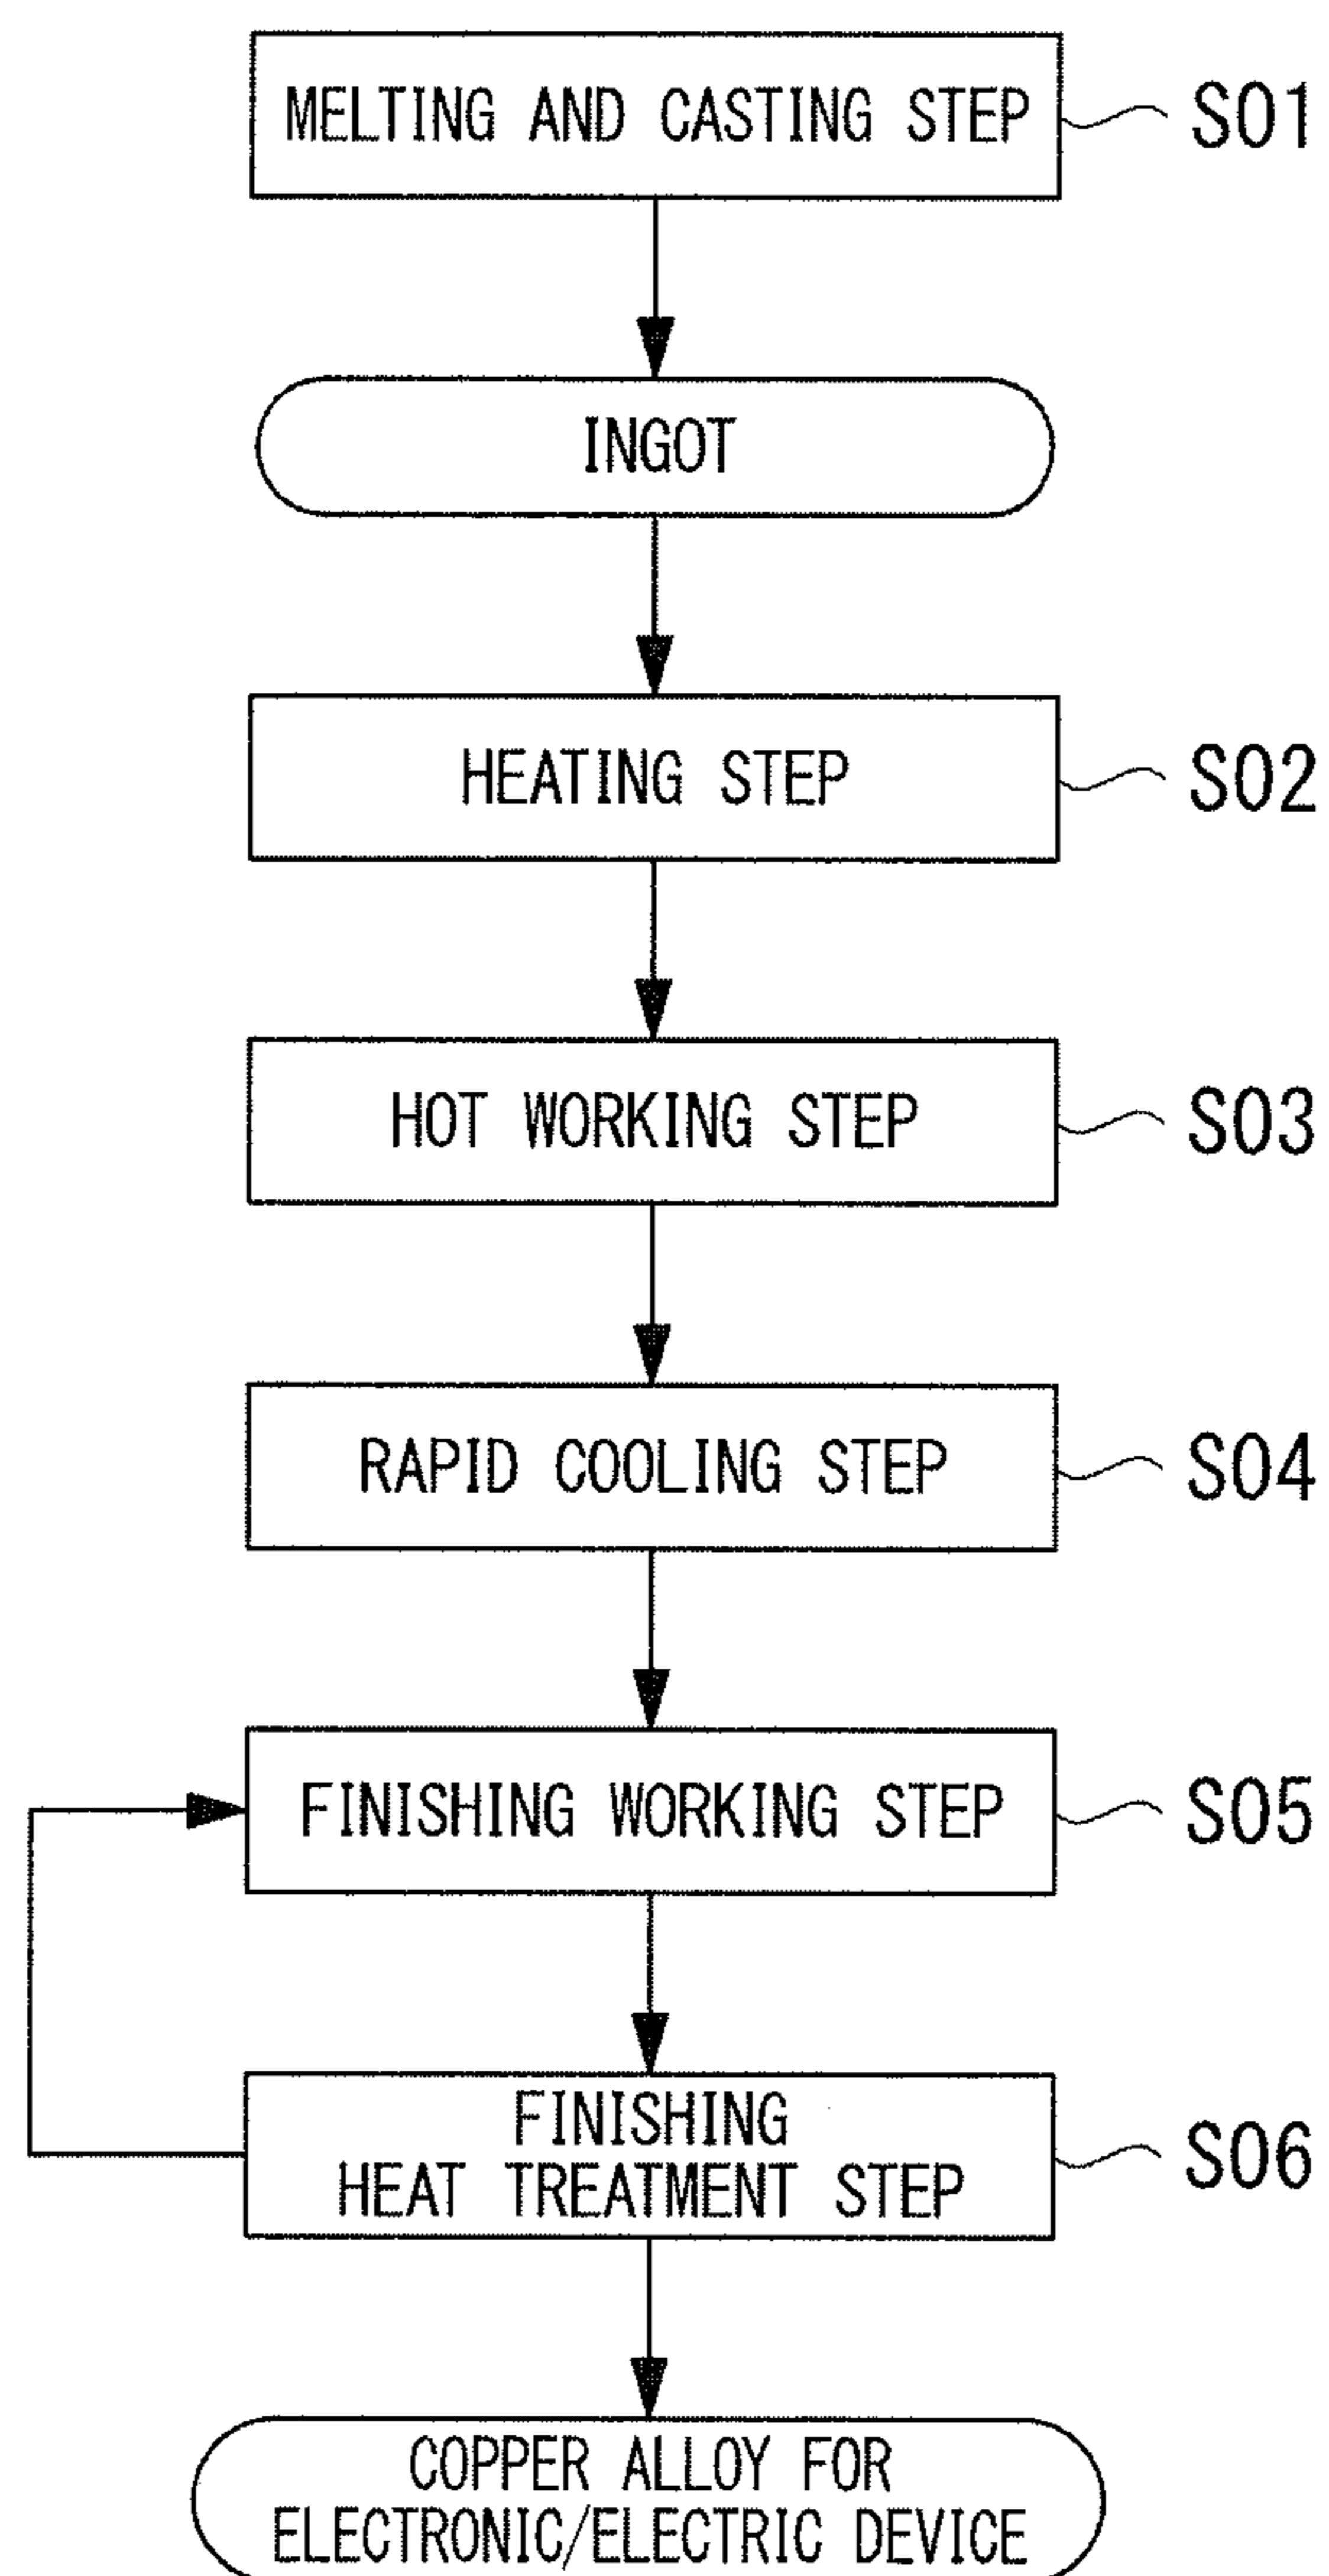 MELTING AND CASTING STEP S01
INGOT
HEATING STEP S02
HOT WORKING STEP S03
RAPID COOLING STEP S04
FINISHING WORKING STEP S05
FINISHING
HEAT TREATMENT STEP S06
COPPER ALLOY FOR
ELECTRONIC/ELECTRIC DEVICE